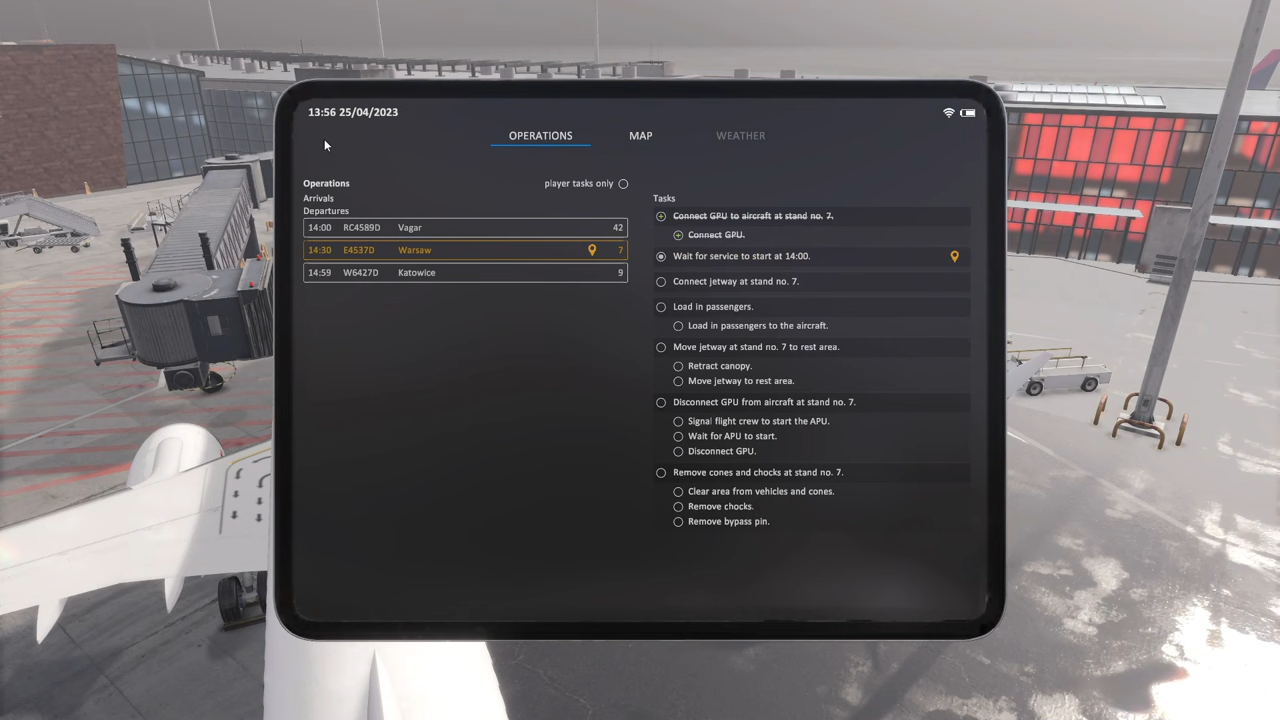 13:56 25/04/2023
OPERATIONS MAP WEATHER
Operations player tasks only
Arrivals
Departures
14:00 RC4589D Vagar 42
14:30 E4537D Warsaw 7
14:59 W6427D Katowice 9
Tasks
Connect GPU to aircraft at stand no. 7.
Connect GPU.
Wait for service to start at 14:00.
Connect jetway at stand no. 7.
Load in passengers.
Load in passengers to the aircraft.
Move jetway at stand no. 7 to rest area.
Retract canopy.
Move jetway to rest area.
Disconnect GPU from aircraft at stand no. 7.
Signal flight crew to start the APU.
Wait for APU to start.
Disconnect GPU.
Remove cones and chocks at stand no. 7.
Clear area from vehicles and cones.
Remove chocks.
Remove bypass pin.